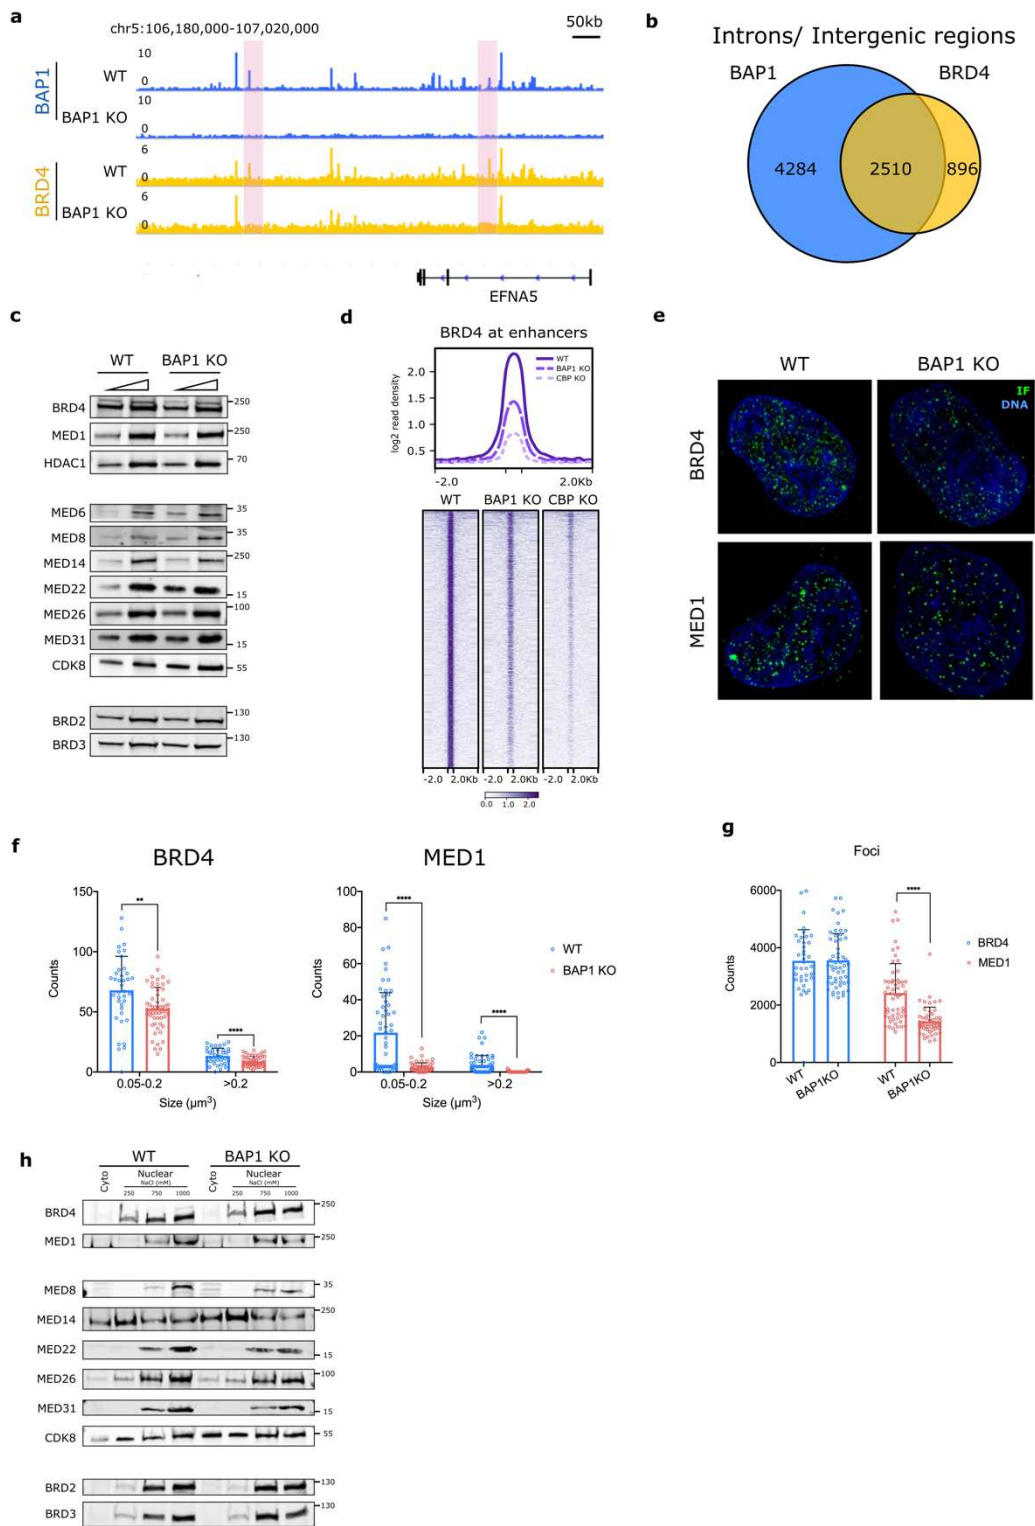 a
chr5:106,180,000-107,020,000
50kb
BAP1
WT
10
0
BAP1 KO
10
0
BRD4
WT
6
0
BAP1 KO
6
0
EFNA5
b
Introns/ Intergenic regions
BAP1
BRD4
4284
2510
896
c
WT
BAP1 KO
BRD4
250
MED1
250
HDAC1
70
MED6
35
MED8
35
MED14
250
MED22
15
MED26
100
MED31
15
CDK8
55
BRD2
130
BRD3
130
d
BRD4 at enhancers
log2 read density
2.0
1.5
1.0
0.5
WT
BAP1 KO
CBP KO
-2.0
2.0Kb
WT
BAP1 KO
CBP KO
-2.0
2.0Kb
-2.0
2.0Kb
-2.0
2.0Kb
0.0
1.0
2.0
e
WT
BAP1 KO
IF
DNA
BRD4
MED1
f
BRD4
Counts
150
100
50
0
**
****
0.05-0.2
>0.2
Size (µm³)
MED1
Counts
100
80
60
40
20
0
****
****
0.05-0.2
>0.2
Size (µm³)
WT
BAP1 KO
g
Foci
Counts
6000
4000
2000
0
****
WT
BAP1KO
WT
BAP1KO
BRD4
MED1
h
WT
BAP1 KO
Cyto
Nuclear
NaCl (mM)
250
750
1000
Cyto
Nuclear
NaCl (mM)
250
750
1000
BRD4
250
MED1
250
MED8
35
MED14
250
MED22
15
MED26
100
MED31
15
CDK8
55
BRD2
130
BRD3
130